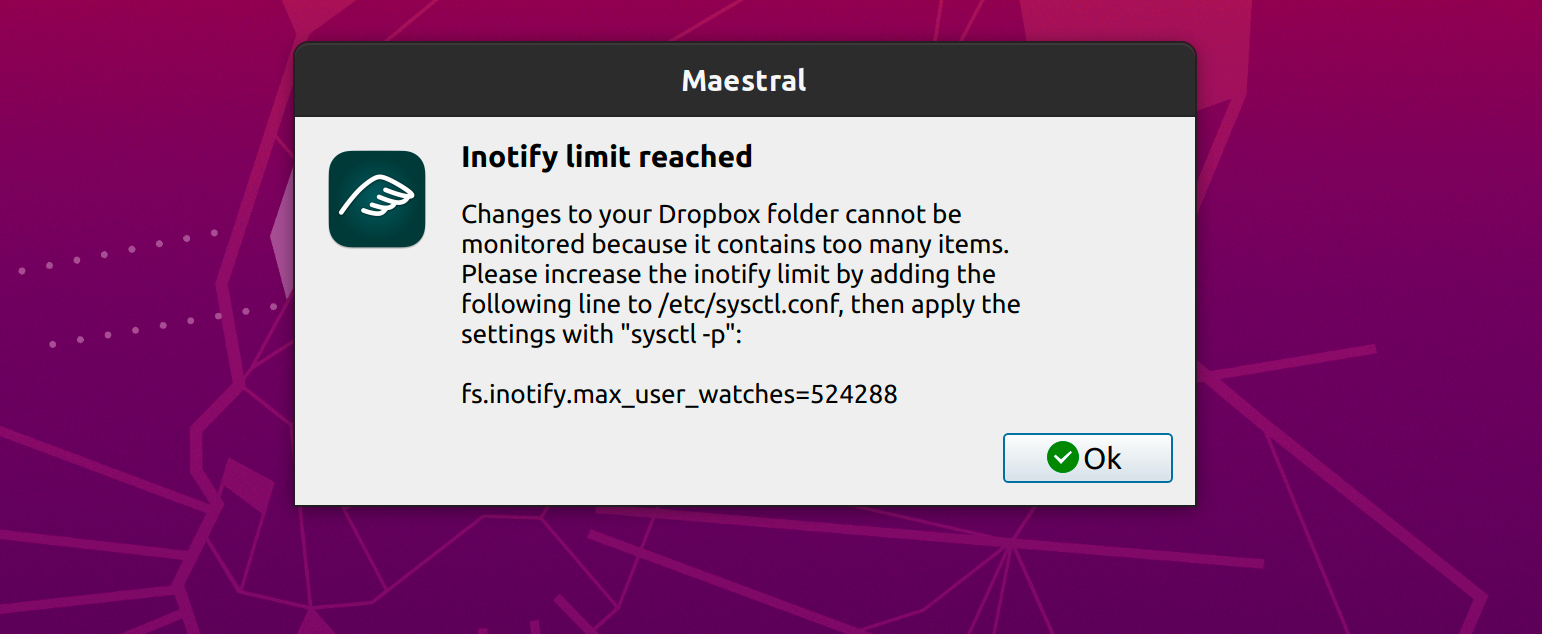 Maestral
Inotify limit reached
Changes to your Dropbox folder cannot be
monitored because it contains too many items.
Please increase the inotify limit by adding the
following line to /etc/sysctl.conf, then apply the
settings with "sysctl -p":
fs.inotify.max_user_watches=524288
Ok